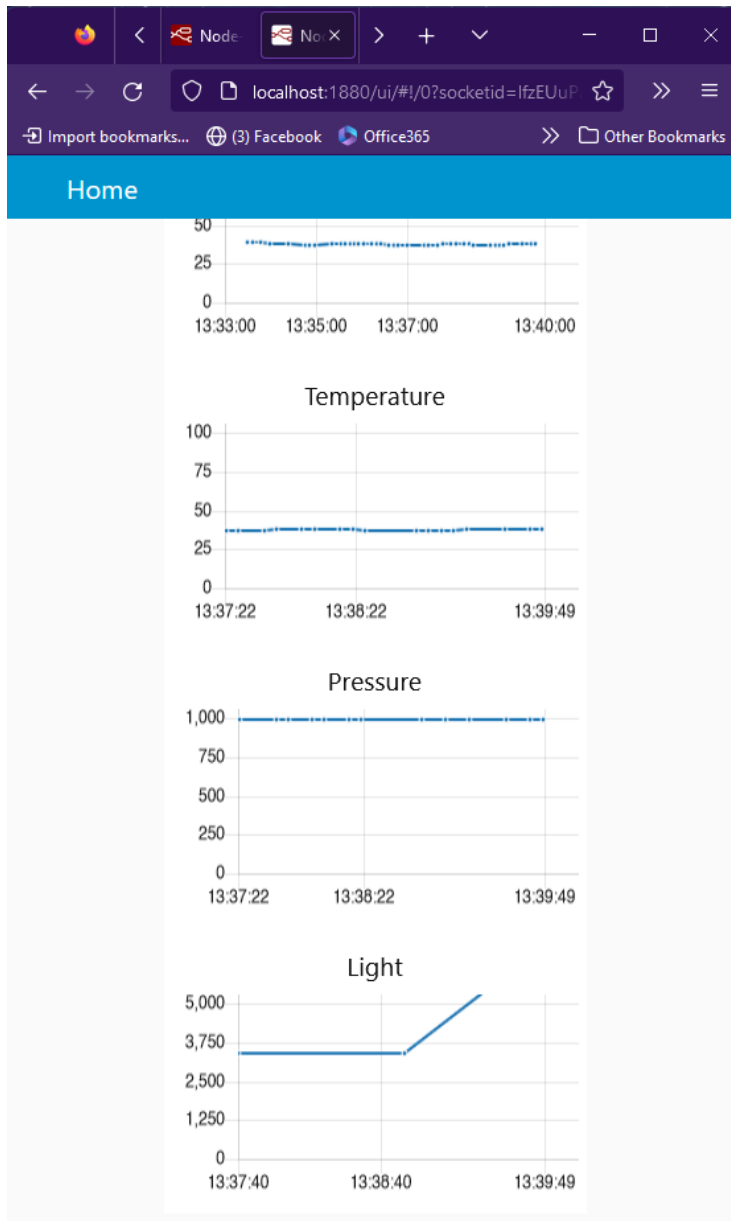 Node-
No
localhost:1880/ui/#!/0?socketid=IfzEUuP
Import bookmarks... (3) Facebook Office365 Other Bookmarks
Home
50
25
0
13:33:00 13:35:00 13:37:00 13:40:00
Temperature
100
75
50
25
0
13:37:22 13:38:22 13:39:49
Pressure
1,000
750
500
250
0
13:37:22 13:38:22 13:39:49
Light
5,000
3,750
2,500
1,250
0
13:37:40 13:38:40 13:39:49